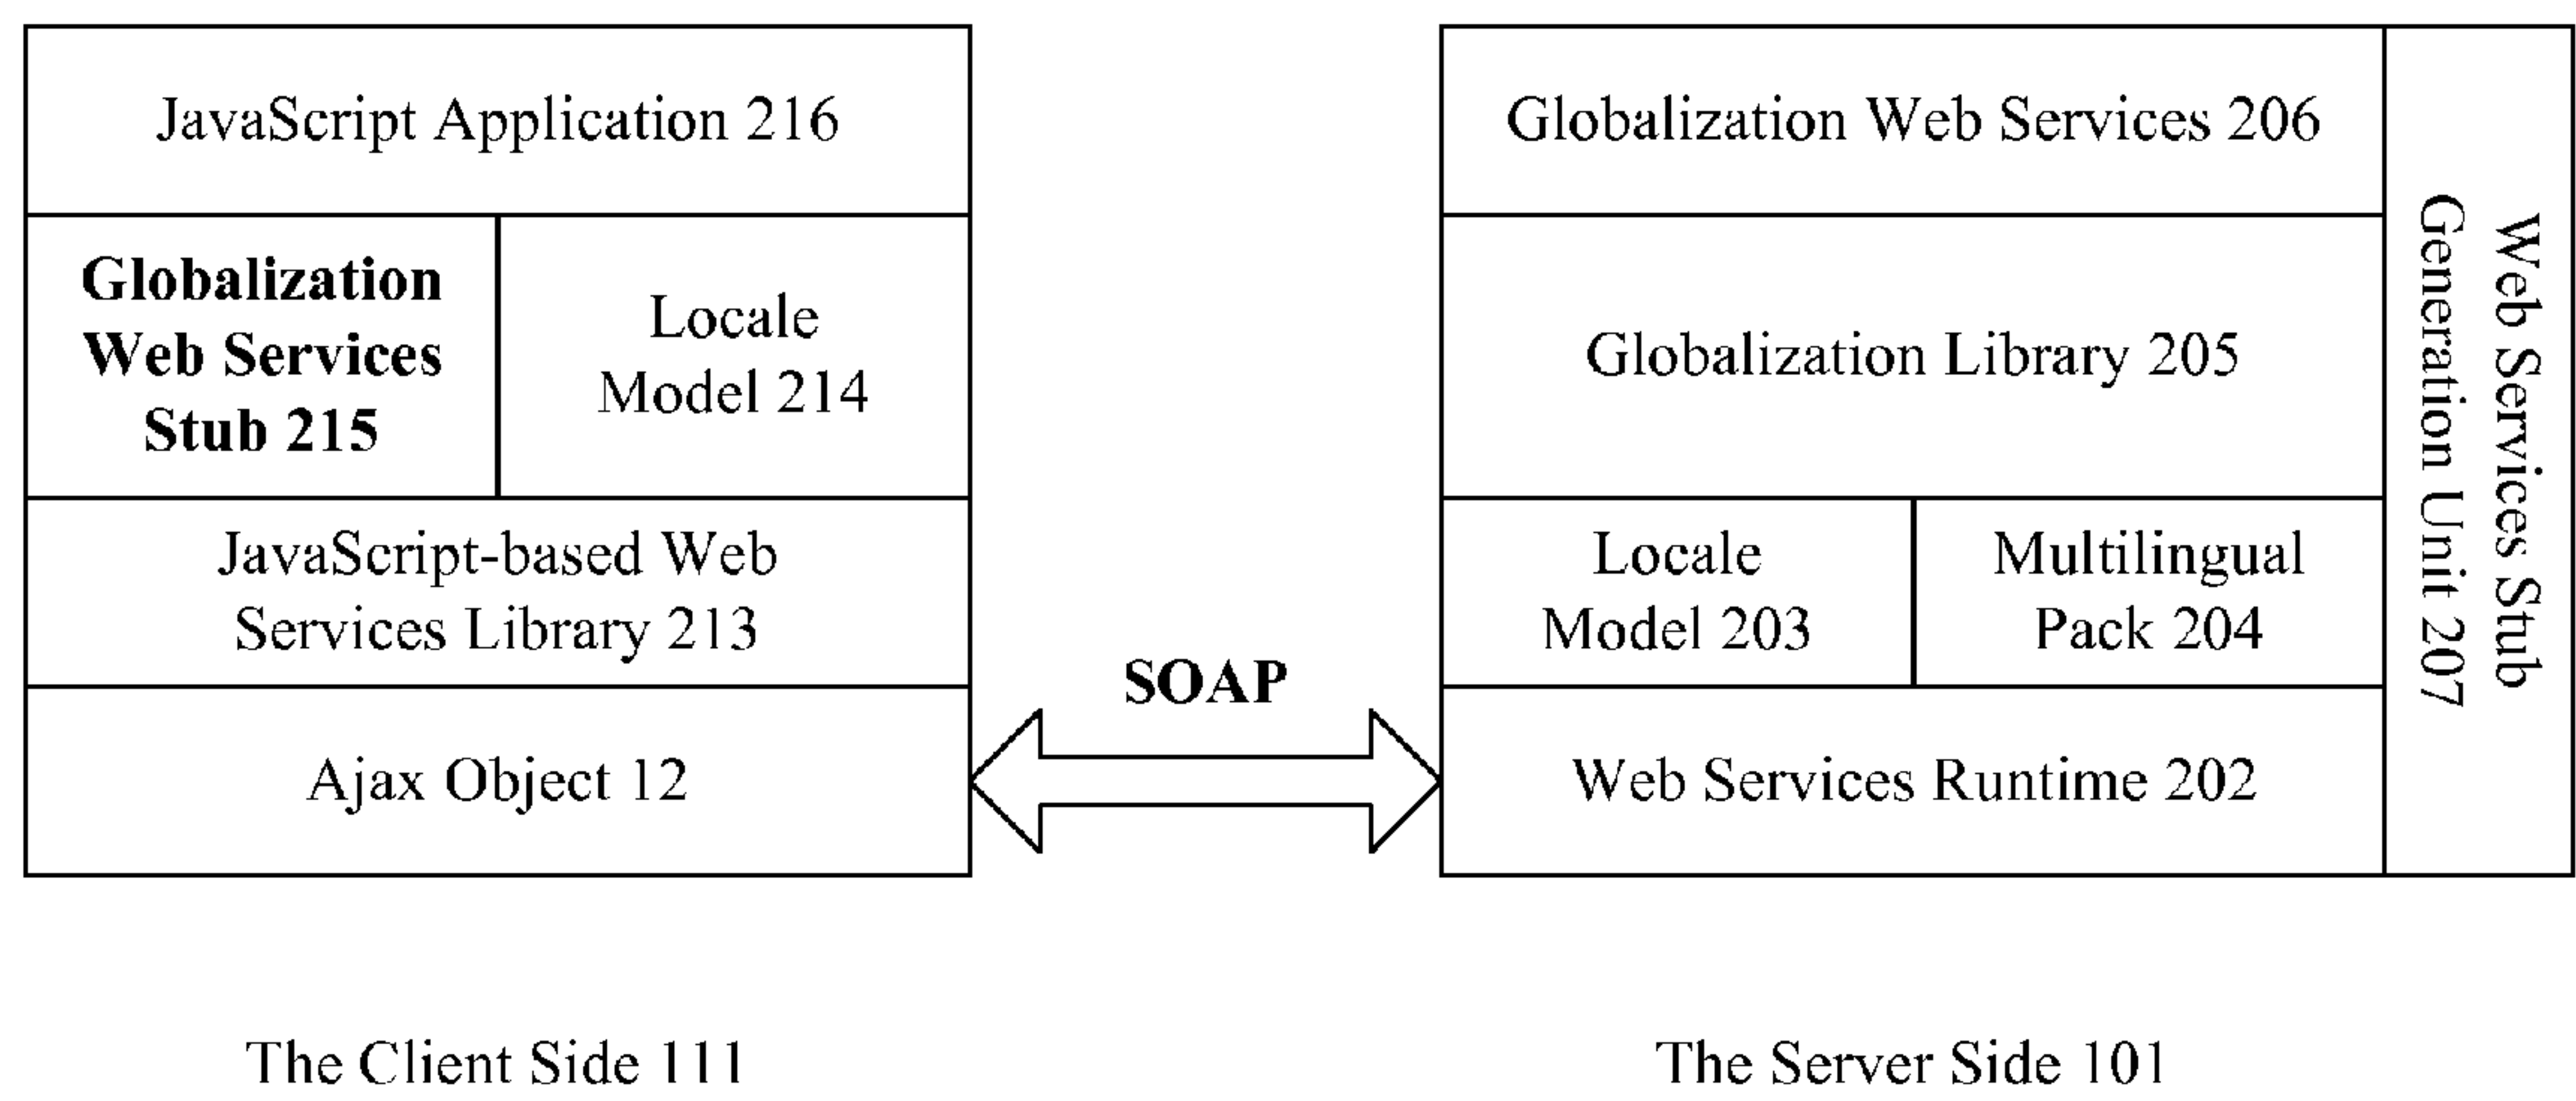 JavaScript Application 216
Globalization
Web Services
Stub 215
Locale
Model 214
JavaScript-based Web
Services Library 213
Ajax Object 12
SOAP
Globalization Web Services 206
Globalization Library 205
Locale
Model 203
Multilingual
Pack 204
Web Services Runtime 202
Web Services Stub
Generation Unit 207
The Client Side 111
The Server Side 101